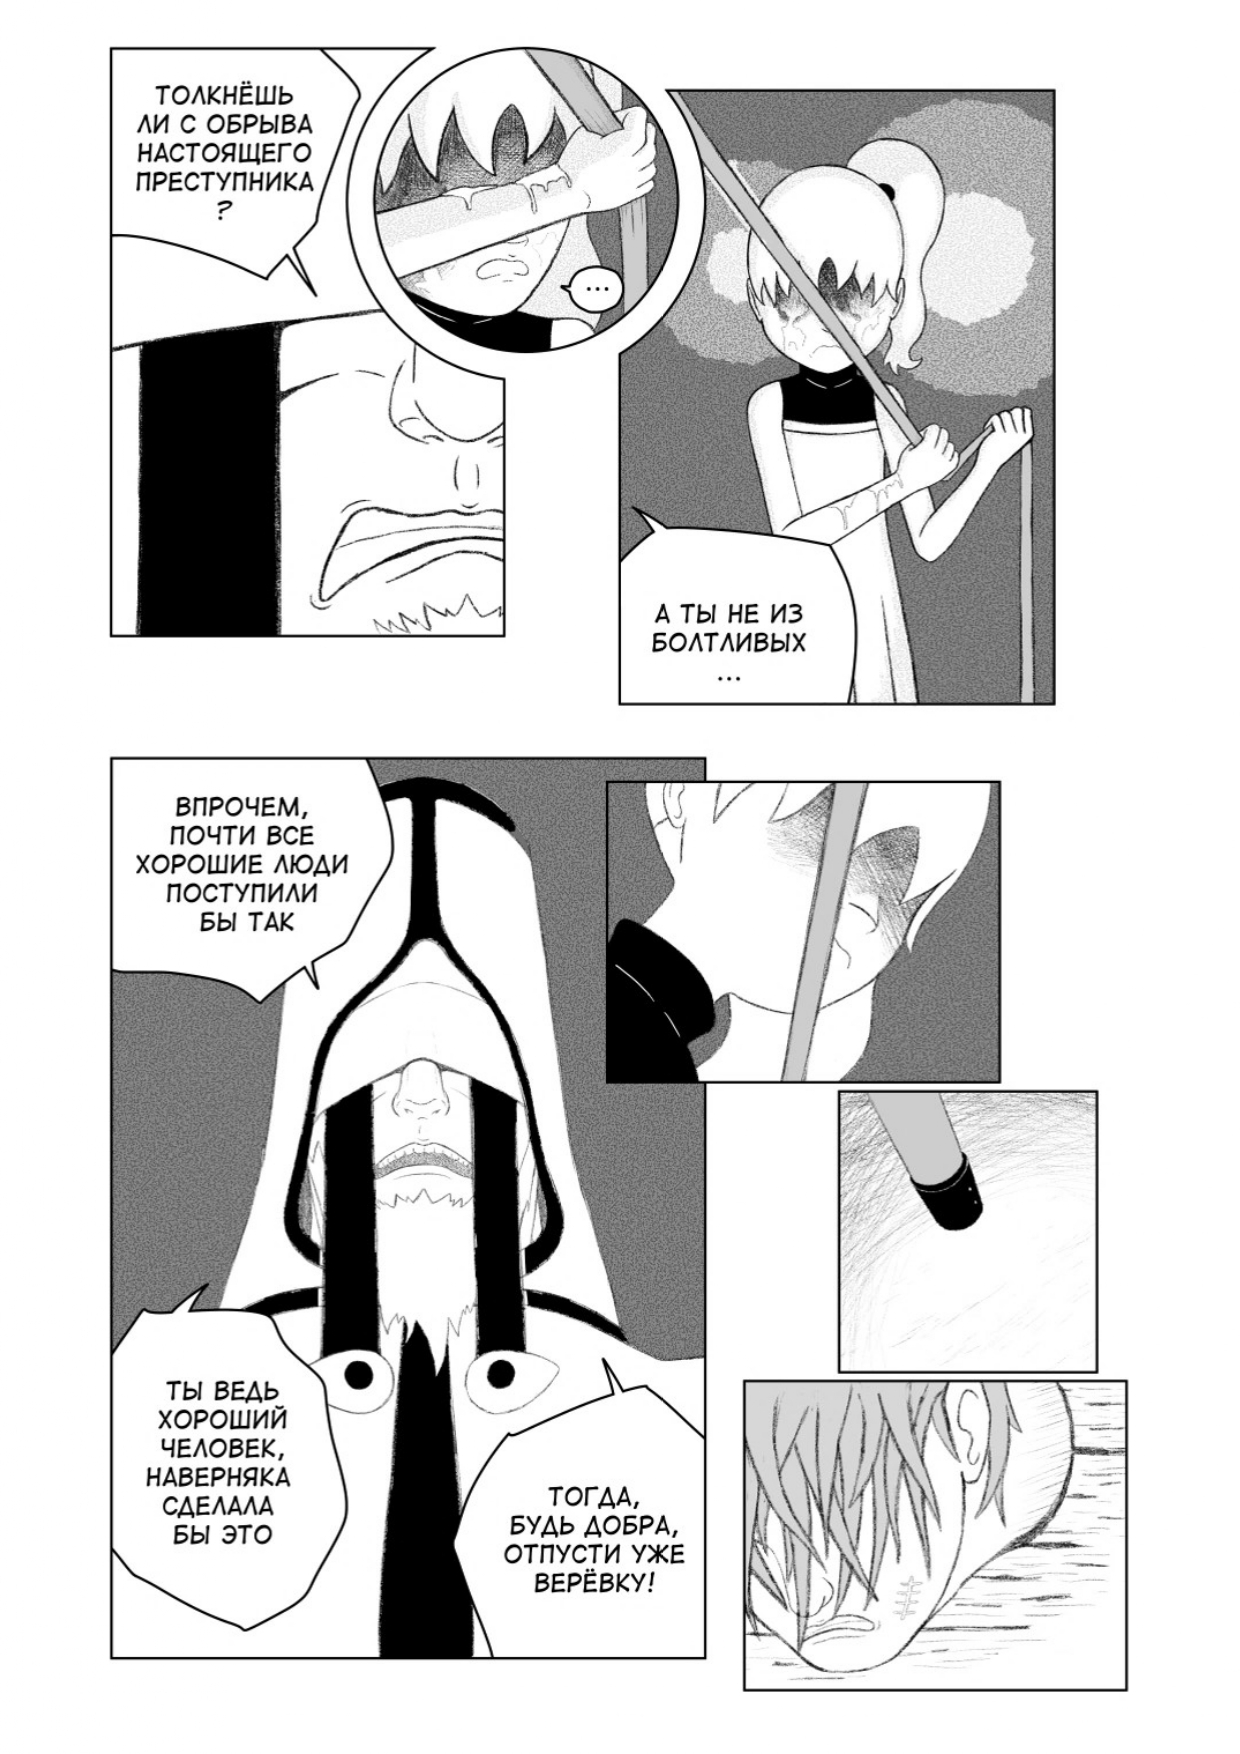 ТОЛКНЁШЬ
ЛИ С ОБРЫВА
НАСТОЯЩЕГО
ПРЕСТУПНИКА
?
...
А ТЫ НЕ ИЗ
БОЛТЛИВЫХ
...
ВПРОЧЕМ,
ПОЧТИ ВСЕ
ХОРОШИЕ ЛЮДИ
ПОСТУПИЛИ
БЫ ТАК
ТЫ ВЕДЬ
ХОРОШИЙ
ЧЕЛОВЕК,
НАВЕРНЯКА
СДЕЛАЛА
БЫ ЭТО
ТОГДА,
БУДЬ ДОБРА,
ОТПУСТИ УЖЕ
ВЕРЁВКУ!